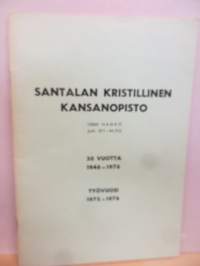 SANTALAN KRISTILLINEN
KANSANOPISTO
30 VUOTTA
1946-1976
TYÖVUOSI
1975-1976